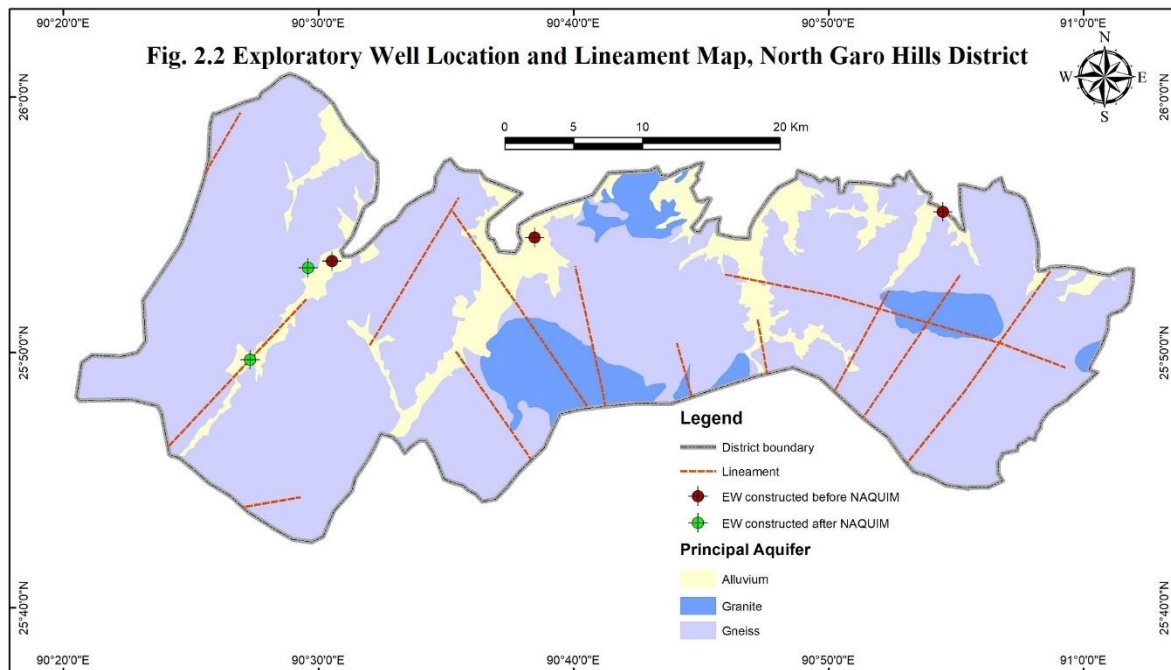 90°20'0"E 90°30'0"E 90°40'0"E 90°50'0"E 91°0'0"E
Fig. 2.2 Exploratory Well Location and Lineament Map, North Garo Hills District
N
W E
S
26°0'0"N 26°0'0"N
0 5 10 20 Km
25°50'0"N 25°50'0"N
Legend
District boundary
Lineament
EW constructed before NAQUIM
EW constructed after NAQUIM
Principal Aquifer
Alluvium
Granite
Gneiss
25°40'0"N 25°40'0"N
90°20'0"E 90°30'0"E 90°40'0"E 90°50'0"E 91°0'0"E